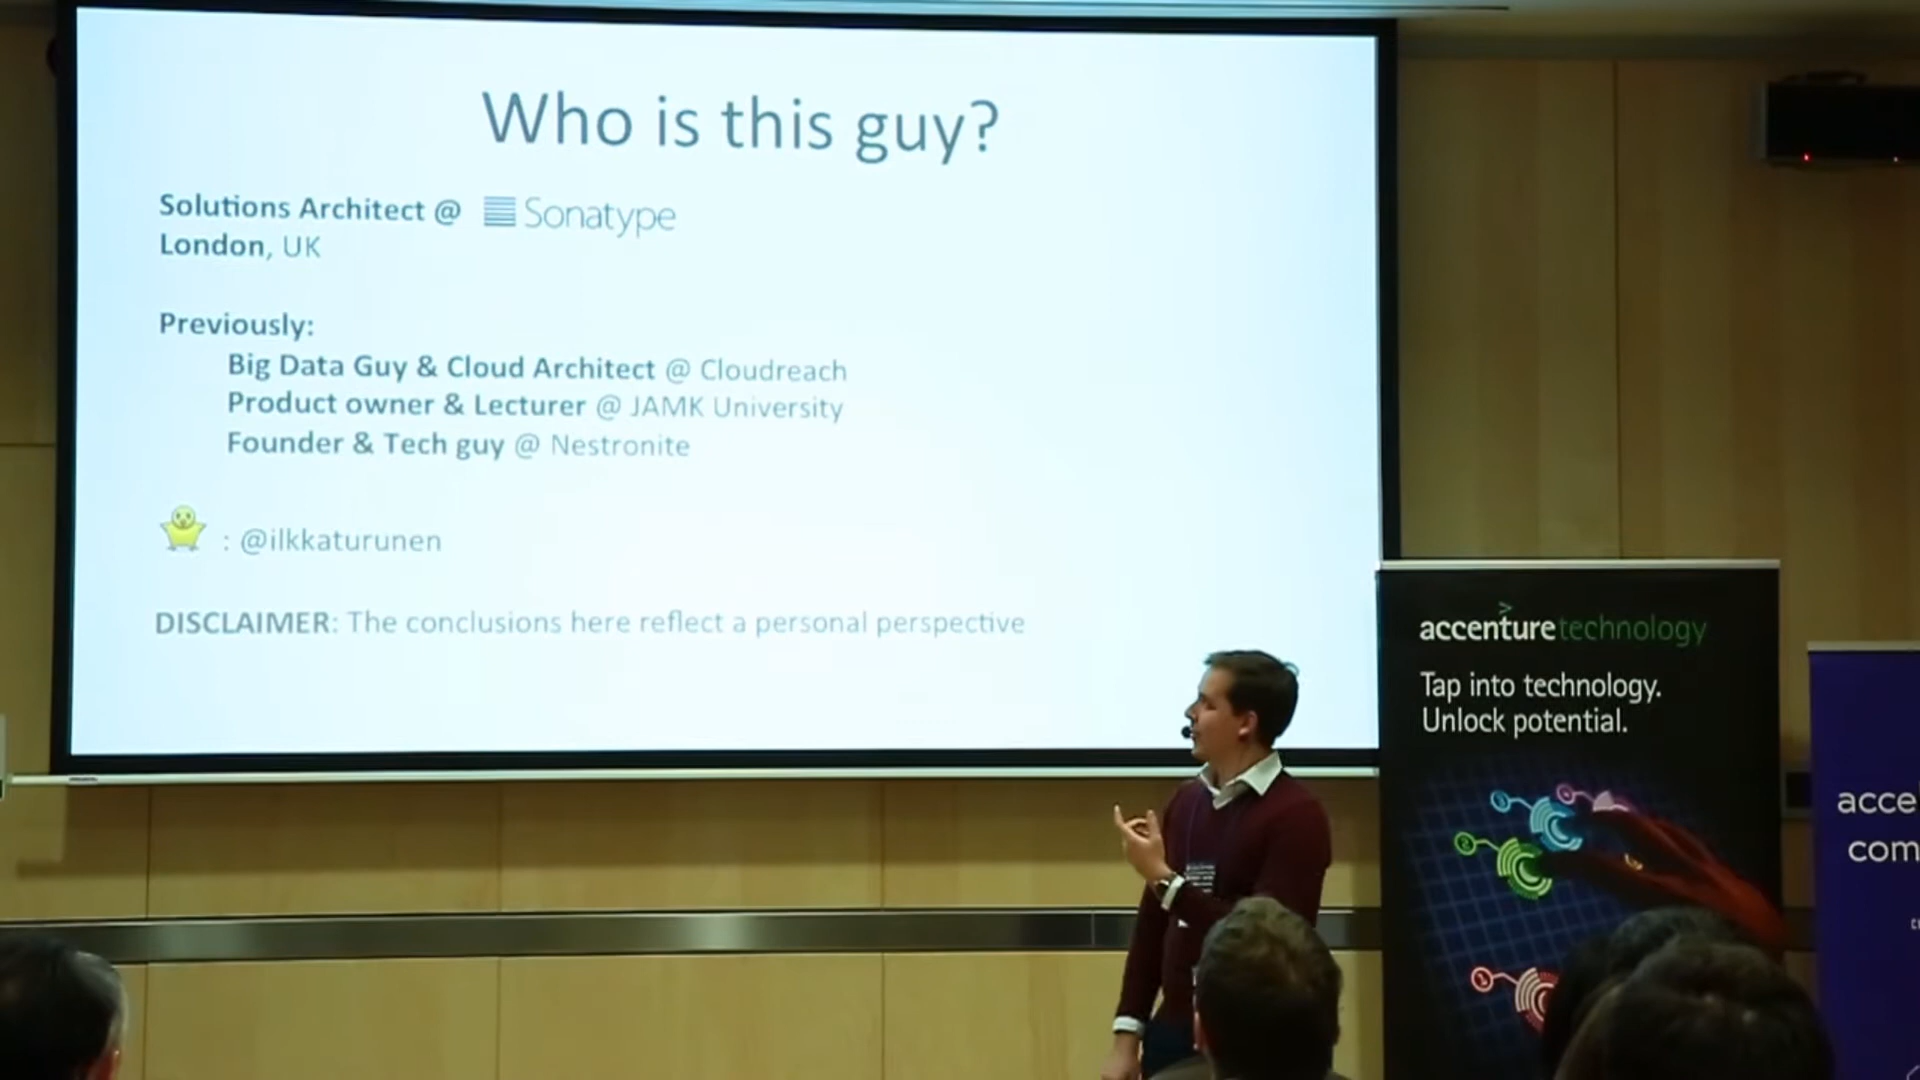 Who is this guy?
Solutions Architect @ Sonatype
London, UK
Previously:
Big Data Guy & Cloud Architect @ Cloudreach
Product owner & Lecturer @ JAMK University
Founder & Tech guy @ Nestronite
: @ilkkaturunen
DISCLAIMER: The conclusions here reflect a personal perspective
accenturetechnology
Tap into technology.
Unlock potential.
acce
com